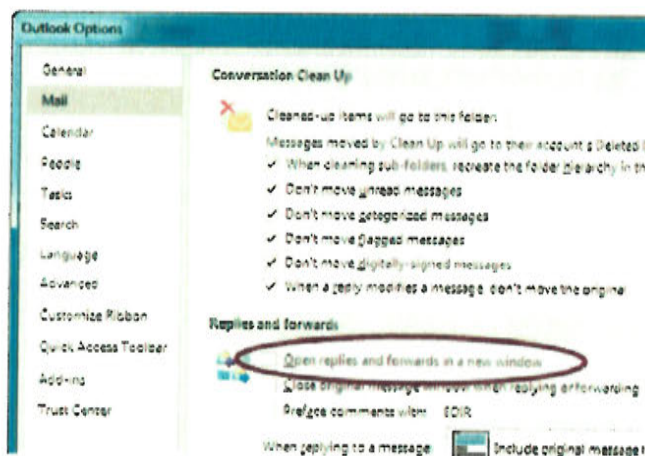 Outlook Options
General
Mail
Calendar
People
Tasks
Search
Language
Advanced
Customize Ribbon
Quick Access Toolbar
Add-ins
Trust Center
Conversation Clean Up
Cleaned-up items will go to this folder:
Messages moved by Clean Up will go to their account's Deleted
When cleaning sub-folders, recreate the folder hierarchy in th
Don't move unread messages
Don't move categorized messages
Don't move flagged messages
Don't move digitally-signed messages
When a reply modifies a message, don't move the original
Replies and forwards
Open replies and forwards in a new window
Close original message window when replying or forwarding
Preface comments with: EDIR
When replying to a message
Include original message t